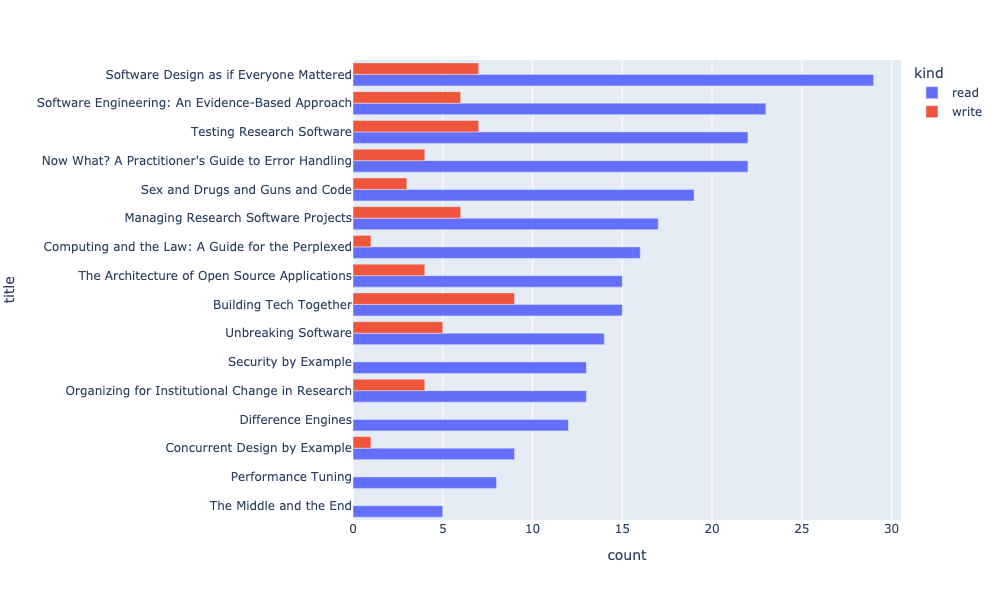 Software Design as if Everyone Mattered
Software Engineering: An Evidence-Based Approach
Testing Research Software
Now What? A Practitioner's Guide to Error Handling
Sex and Drugs and Guns and Code
Managing Research Software Projects
Computing and the Law: A Guide for the Perplexed
The Architecture of Open Source Applications
Building Tech Together
Unbreaking Software
Security by Example
Organizing for Institutional Change in Research
Difference Engines
Concurrent Design by Example
Performance Tuning
The Middle and the End
title
0 5 10 15 20 25 30
count
kind
read
write